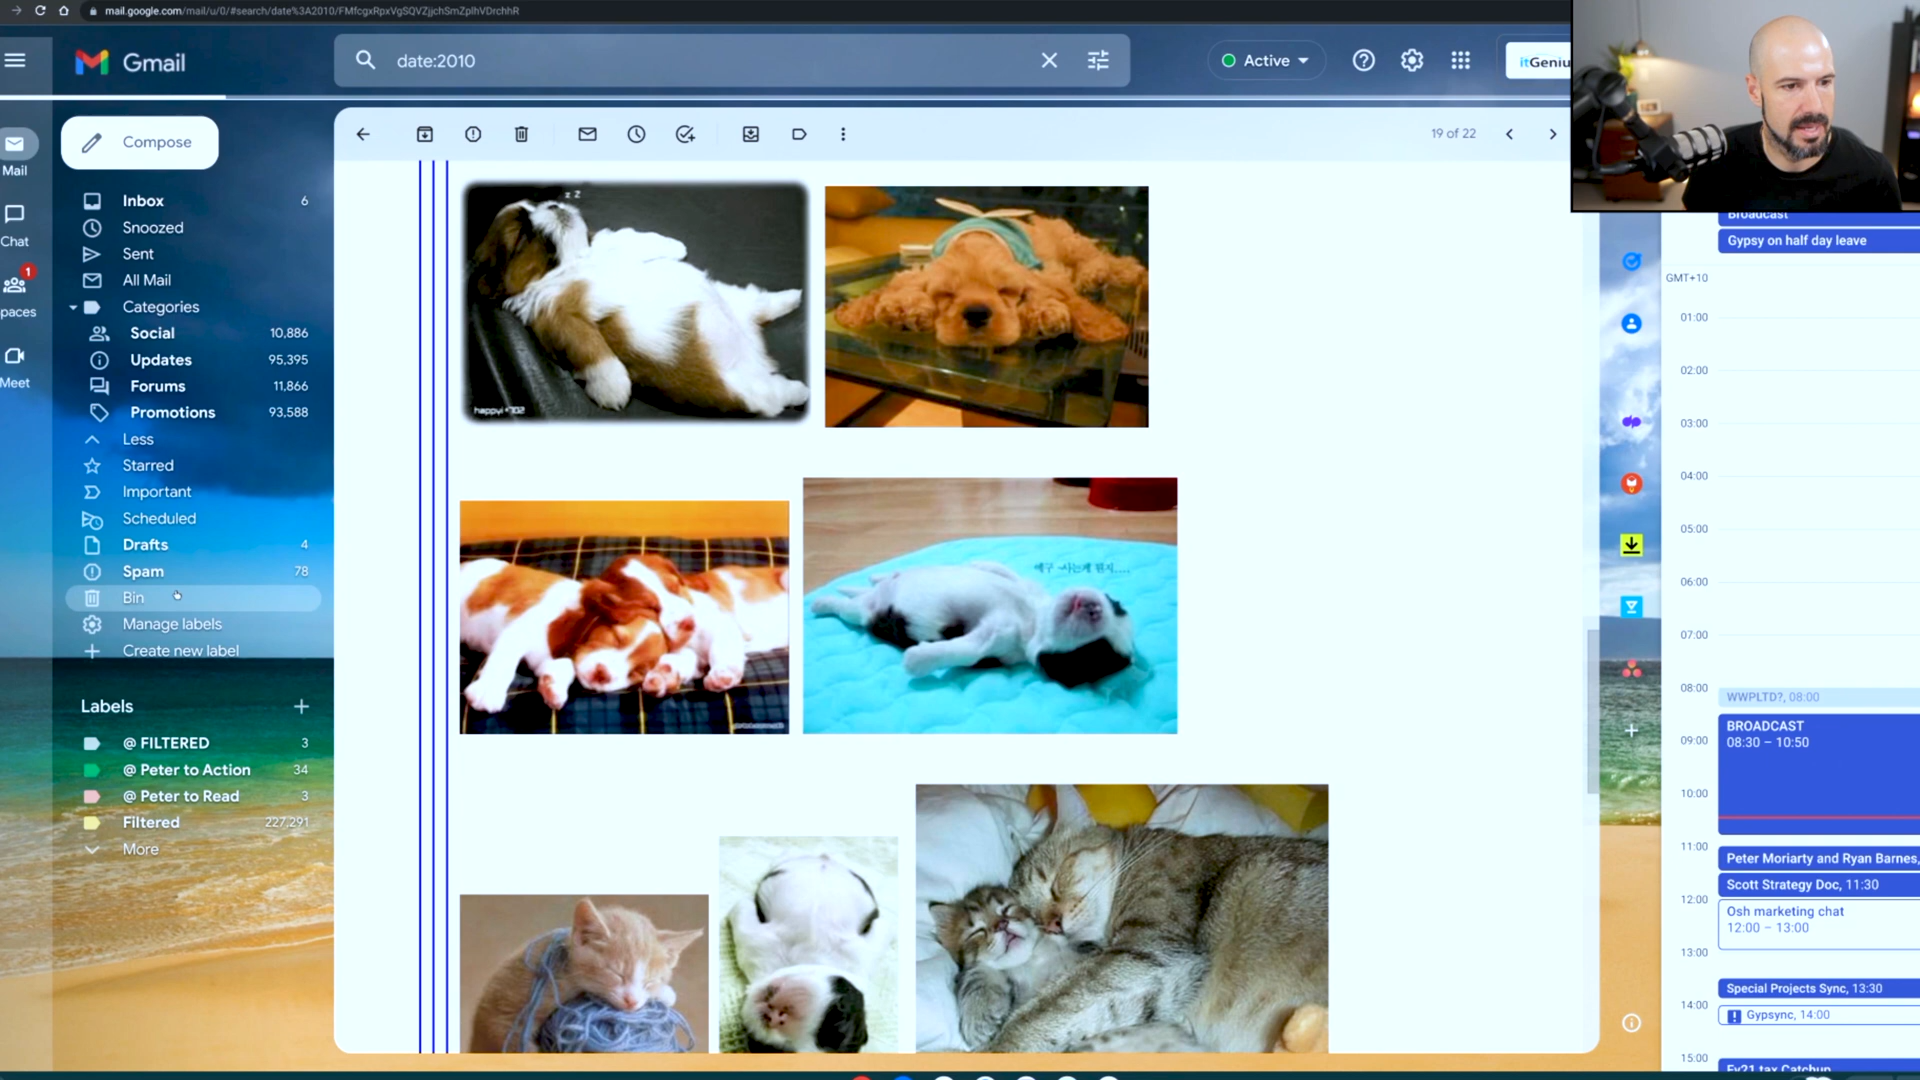 mail.google.com/mail/u/0/#search/date%3A2010/FMfcgxRpxVgSQVZjjchSmZplhVDrchhR
Gmail
date:2010
Active
itGeniu
Compose
19 of 22
Mail
Chat
1
paces
Meet
Inbox 6
Snoozed
Sent
All Mail
Categories
Social 10,886
Updates 95,395
Forums 11,866
Promotions 93,588
Less
Starred
Important
Scheduled
Drafts 4
Spam 78
Bin
Manage labels
Create new label
Labels
@ FILTERED 3
@ Peter to Action 34
@ Peter to Read 3
Filtered 227,291
More
z Z
Broadcast
Gypsy on half day leave
GMT+10
01:00
02:00
03:00
04:00
05:00
06:00
07:00
08:00
WWPLTD?, 08:00
BROADCAST
08:30 – 10:50
09:00
10:00
11:00
Peter Moriarty and Ryan Barnes,
Scott Strategy Doc, 11:30
12:00
Osh marketing chat
12:00 – 13:00
13:00
Special Projects Sync, 13:30
14:00
Gypsync, 14:00
15:00
Fy21 tax Catchup